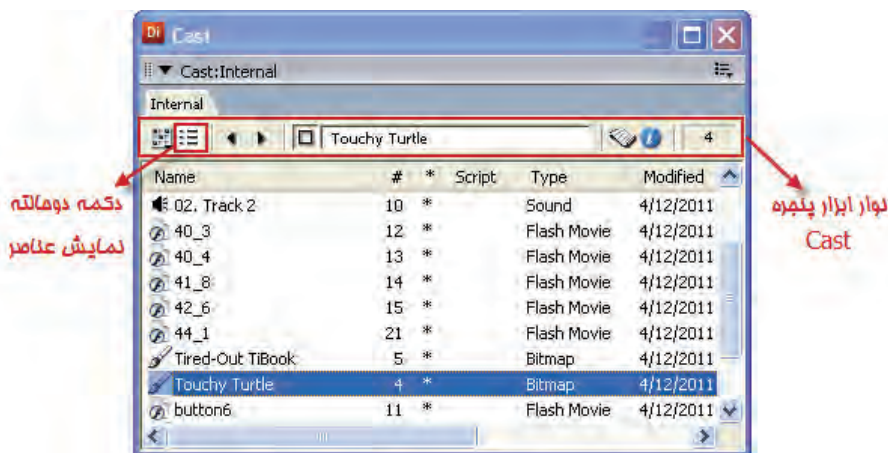 Di Cast
Cast:Internal
Internal
Touchy Turtle 4
Name # * Script Type Modified
02. Track 2 10 * Sound 4/12/2011
40_3 12 * Flash Movie 4/12/2011
40_4 13 * Flash Movie 4/12/2011
41_8 14 * Flash Movie 4/12/2011
42_6 15 * Flash Movie 4/12/2011
44_1 21 * Flash Movie 4/12/2011
Tired-Out TiBook 5 * Bitmap 4/12/2011
Touchy Turtle 4 * Bitmap 4/12/2011
button6 11 * Flash Movie 4/12/2011
نوار ابزار پنجره
Cast
دکمه دوحالته
نمایش عناصر